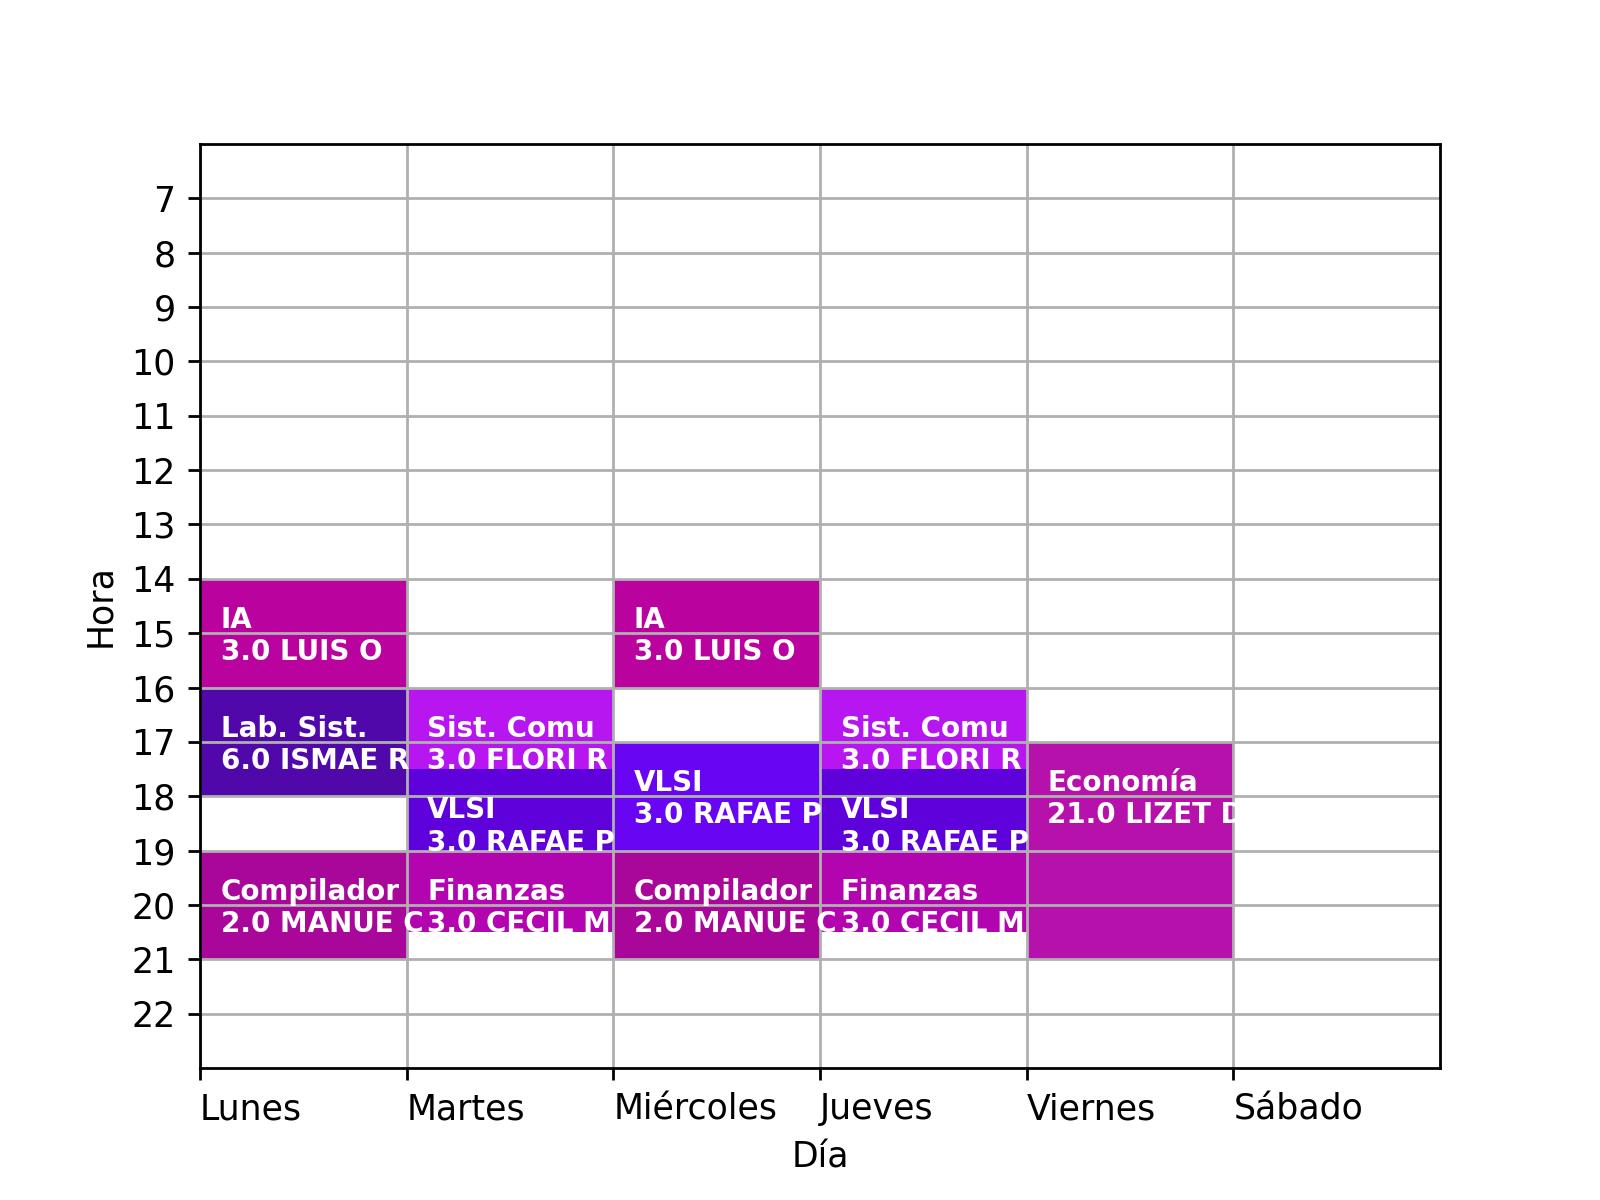 7
8
9
10
11
12
13
14
15
16
17
18
19
20
21
22
Hora
IA
3.0 LUIS O
IA
3.0 LUIS O
Lab. Sist.
6.0 ISMAE R
Sist. Comu
3.0 FLORI R
Sist. Comu
3.0 FLORI R
VLSI
3.0 RAFAE P
VLSI
3.0 RAFAE P
VLSI
3.0 RAFAE P
Economía
21.0 LIZET D
Compilador
2.0 MANUE C
Finanzas
3.0 CECIL M
Compilador
2.0 MANUE C
Finanzas
3.0 CECIL M
Lunes Martes Miércoles Jueves Viernes Sábado
Día